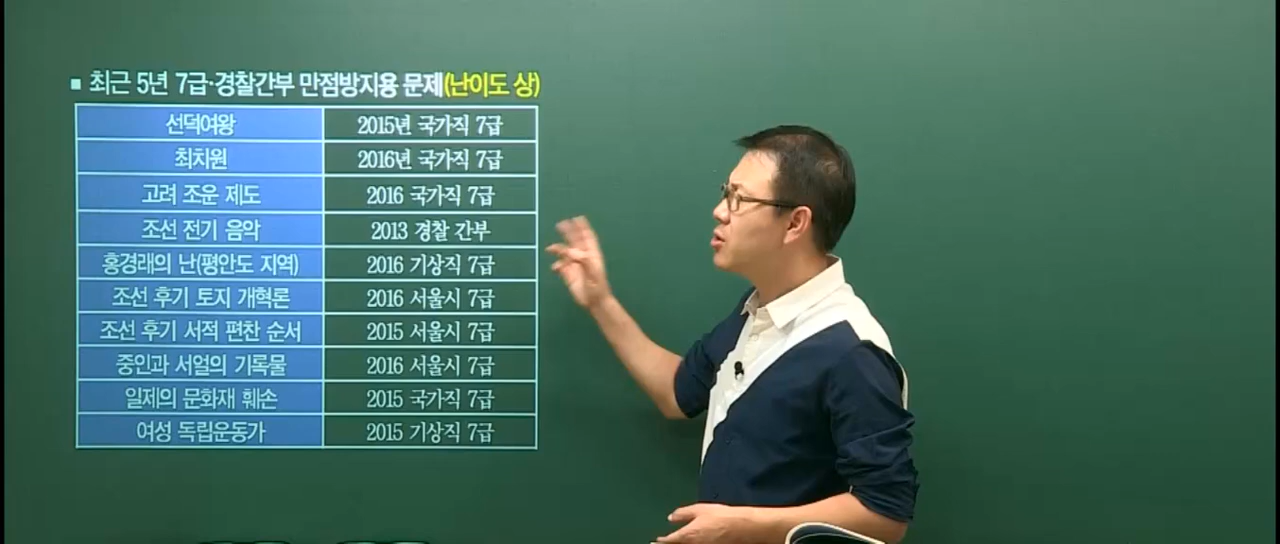 ▪ 최근 5년 7급·경찰간부 만점방지용 문제(난이도 상)
선덕여왕 2015년 국가직 7급
최치원 2016년 국가직 7급
고려 조운 제도 2016 국가직 7급
조선 전기 음악 2013 경찰 간부
홍경래의 난(평안도 지역) 2016 기상직 7급
조선 후기 토지 개혁론 2016 서울시 7급
조선 후기 서적 편찬 순서 2015 서울시 7급
중인과 서얼의 기록물 2016 서울시 7급
일제의 문화재 훼손 2015 국가직 7급
여성 독립운동가 2015 기상직 7급